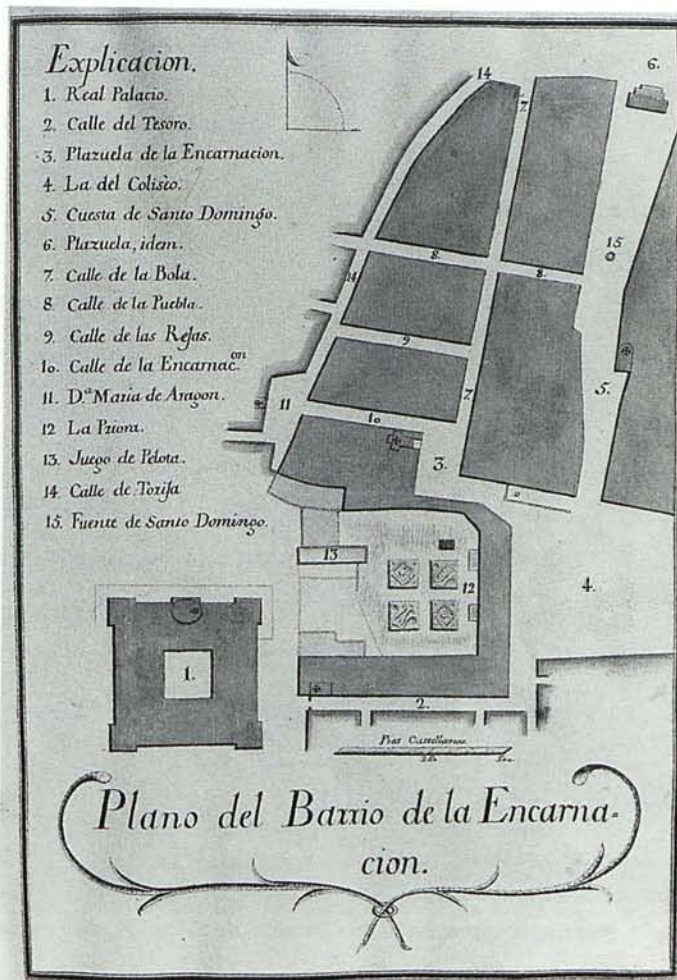 Explicacion.
1. Real Palacio.
2. Calle del Tesoro.
3. Plazuela de la Encarnacion.
4. La del Coliseo.
5. Cuesta de Santo Domingo.
6. Plazuela, idem.
7. Calle de la Bola.
8. Calle de la Puebla.
9. Calle de las Rejas.
10. Calle de la Encarnac.on
11. D.a Maria de Aragon.
12 La Priora.
13. Juego de Pelota.
14 Calle de Torija
15. Fuente de Santo Domingo.
14
7.
6.
15
8.
8.
14
9
5.
11
10
7
3.
13
12
4.
1.
2.
Pies Castellanos.
250
500
Plano del Barrio de la Encarna=
cion.